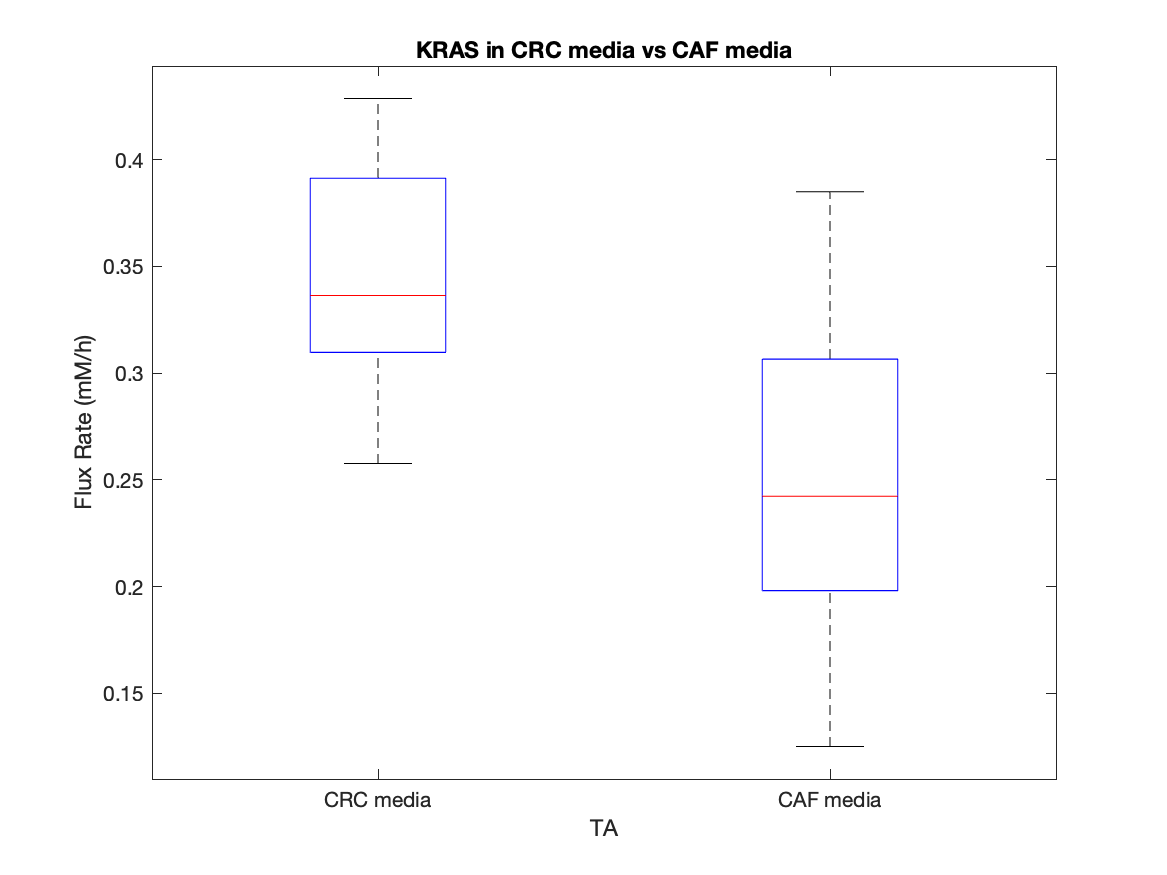 KRAS in CRC media vs CAF media
0.4
0.35
0.3
0.25
0.2
0.15
Flux Rate (mM/h)
CRC media
CAF media
TA